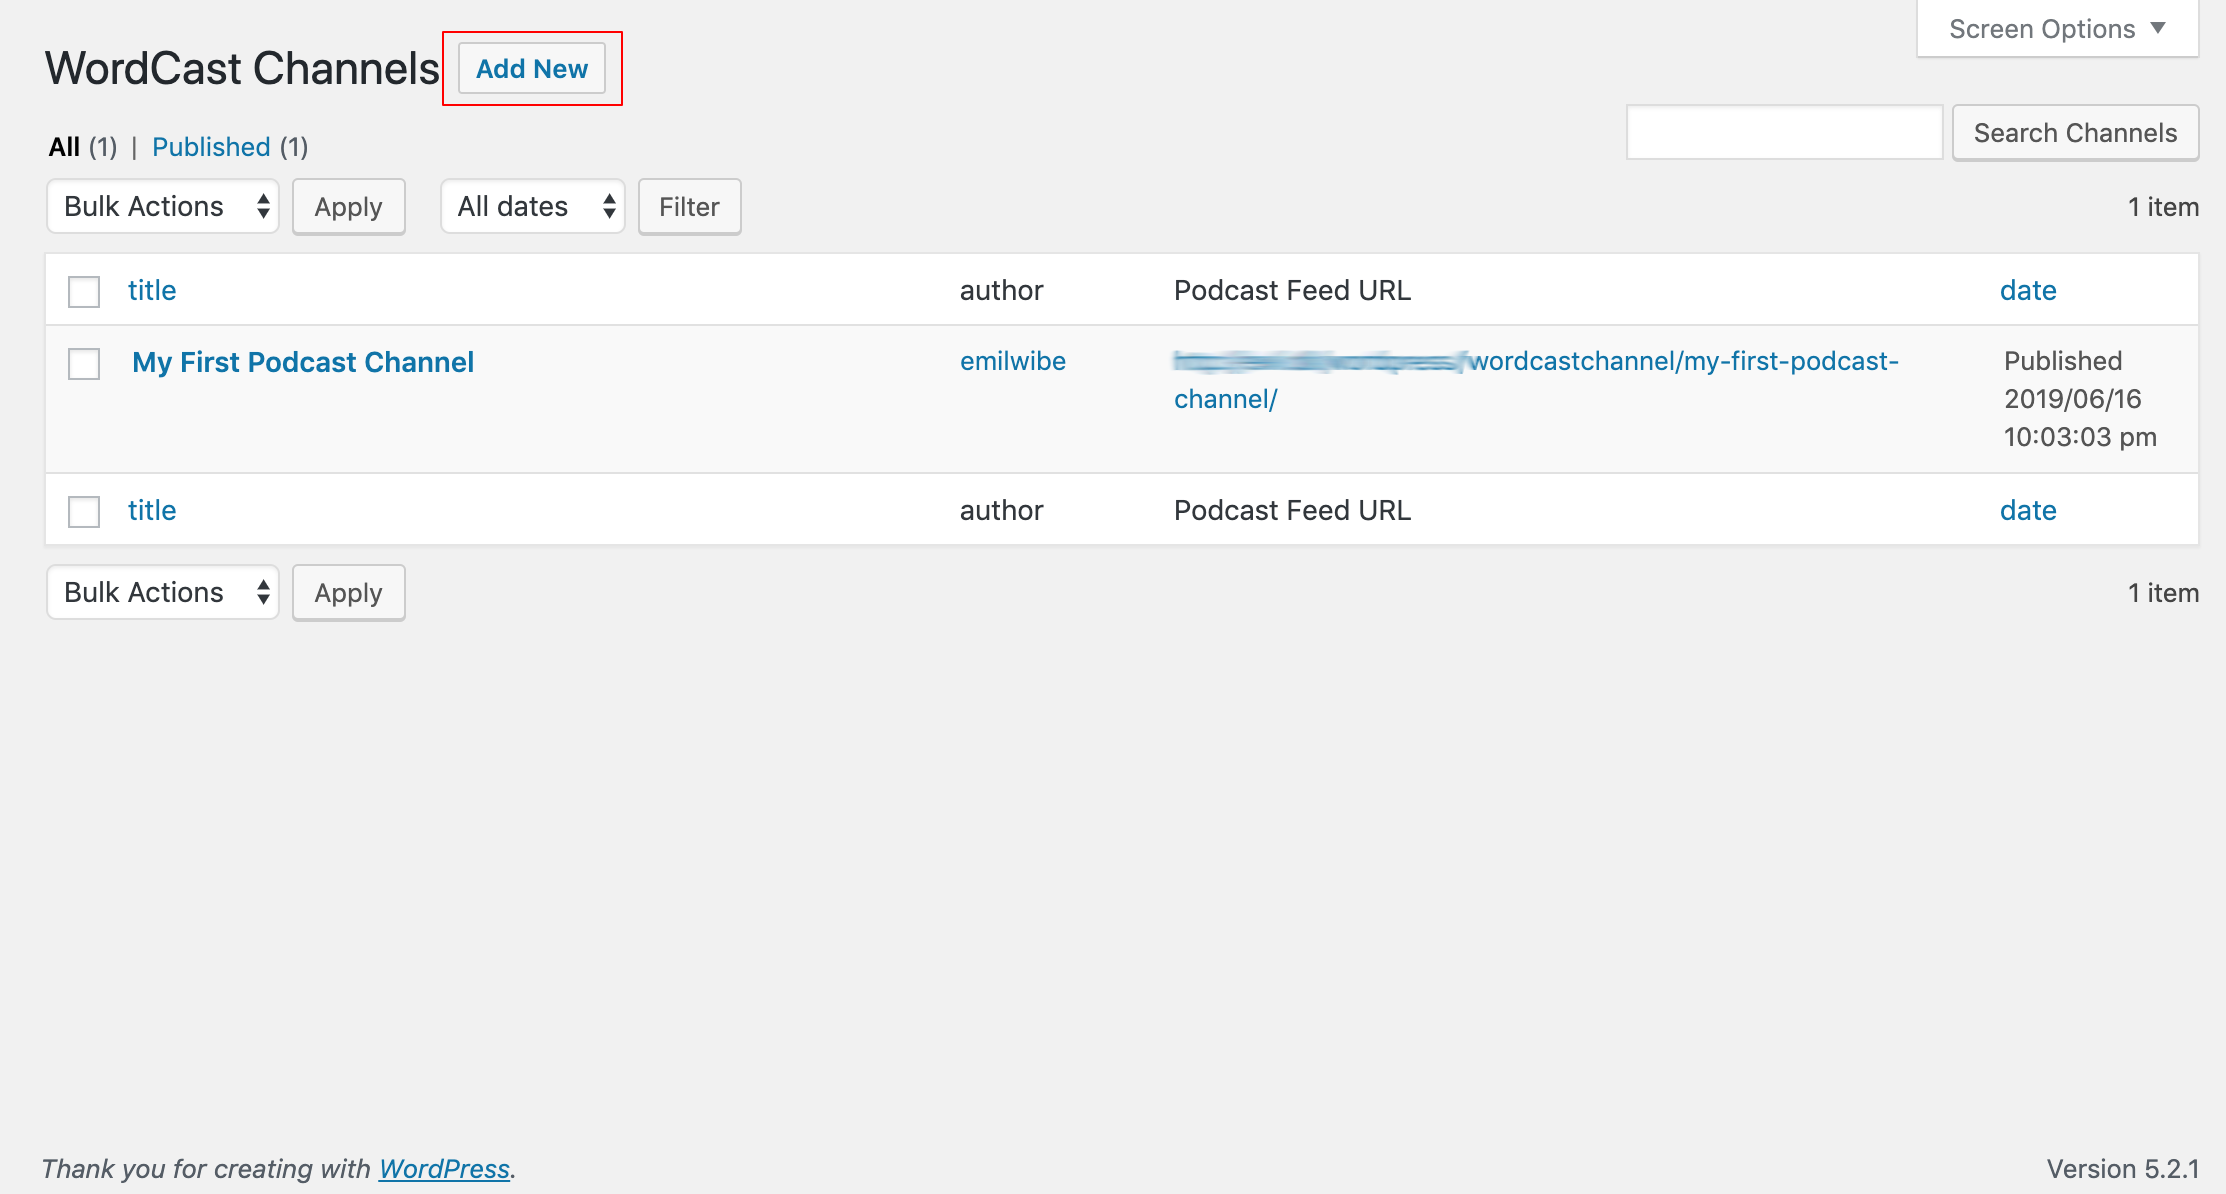 Screen Options ▼
WordCast Channels Add New
All (1) | Published (1)
Search Channels
Bulk Actions Apply All dates Filter 1 item
title author Podcast Feed URL date
My First Podcast Channel emilwibe wordcastchannel/my-first-podcast- Published
channel/ 2019/06/16
10:03:03 pm
title author Podcast Feed URL date
Bulk Actions Apply 1 item
Thank you for creating with WordPress. Version 5.2.1